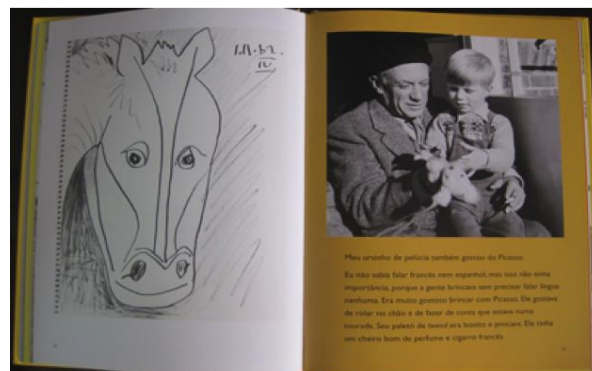 Meu ursinho de pelúcia também gostou do Picasso.
Eu não sabia falar francês nem espanhol, mas isto não tinha
importância, porque a gente brincava sem precisar falar língua
nenhuma. Era muito gostoso brincar com Picasso. Ele gostava
de rolar no chão e de fazer de conta que estava numa
tourada. Seu paletó de tweed era bonito e pinicava. Ele tinha
um cheiro bom de perfume e cigarro francês.